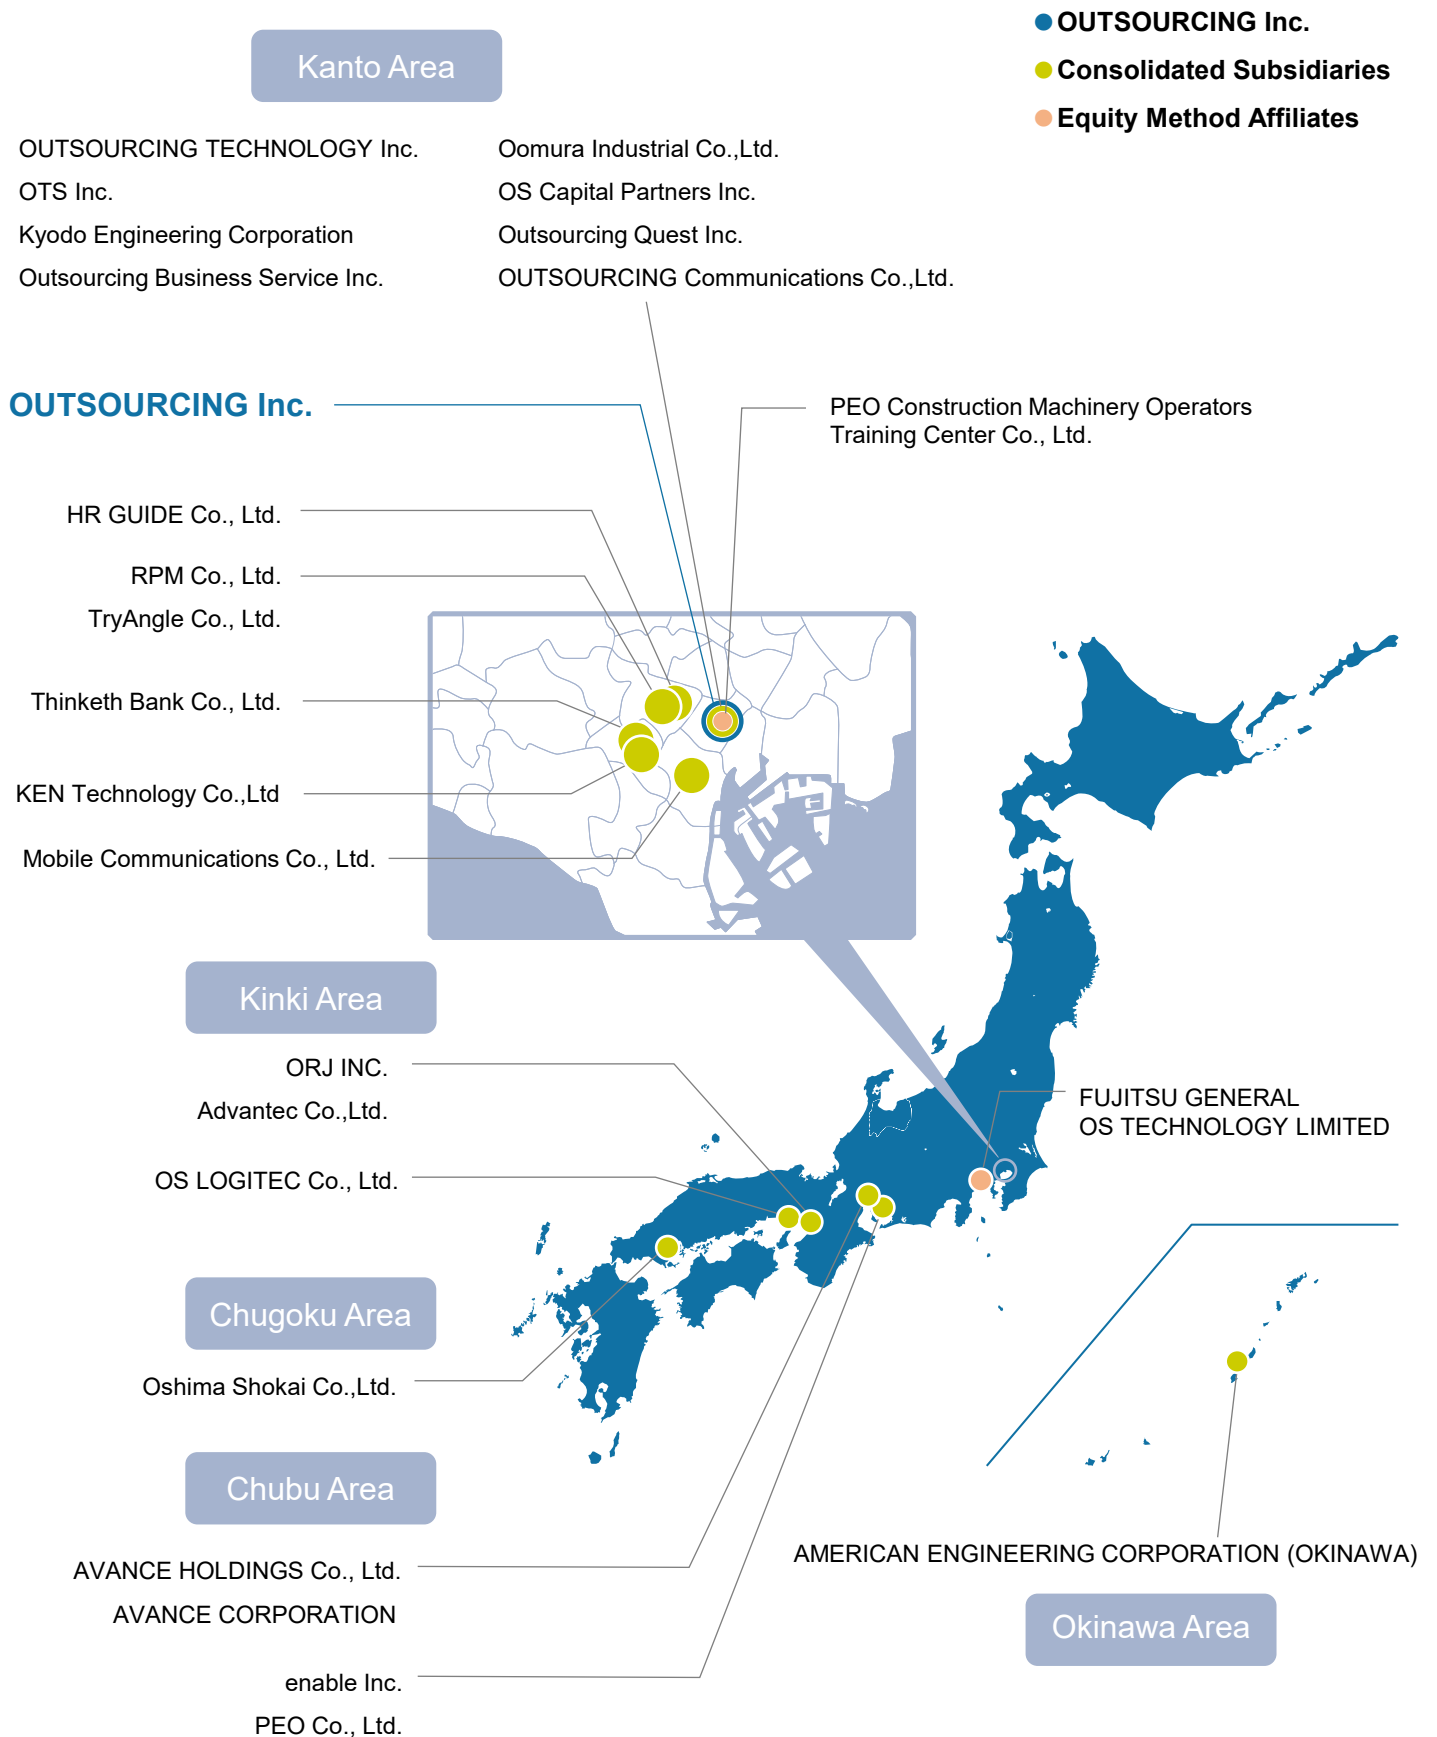 OUTSOURCING Inc.
Consolidated Subsidiaries
Equity Method Affiliates
Kanto Area
OUTSOURCING TECHNOLOGY Inc.
OTS Inc.
Kyodo Engineering Corporation
Outsourcing Business Service Inc.
Oomura Industrial Co.,Ltd.
OS Capital Partners Inc.
Outsourcing Quest Inc.
OUTSOURCING Communications Co.,Ltd.
OUTSOURCING Inc.
PEO Construction Machinery Operators
Training Center Co., Ltd.
HR GUIDE Co., Ltd.
RPM Co., Ltd.
TryAngle Co., Ltd.
Thinketh Bank Co., Ltd.
KEN Technology Co.,Ltd
Mobile Communications Co., Ltd.
Kinki Area
ORJ INC.
Advantec Co.,Ltd.
OS LOGITEC Co., Ltd.
FUJITSU GENERAL
OS TECHNOLOGY LIMITED
Chugoku Area
Oshima Shokai Co.,Ltd.
Chubu Area
AVANCE HOLDINGS Co., Ltd.
AVANCE CORPORATION
enable Inc.
PEO Co., Ltd.
AMERICAN ENGINEERING CORPORATION (OKINAWA)
Okinawa Area